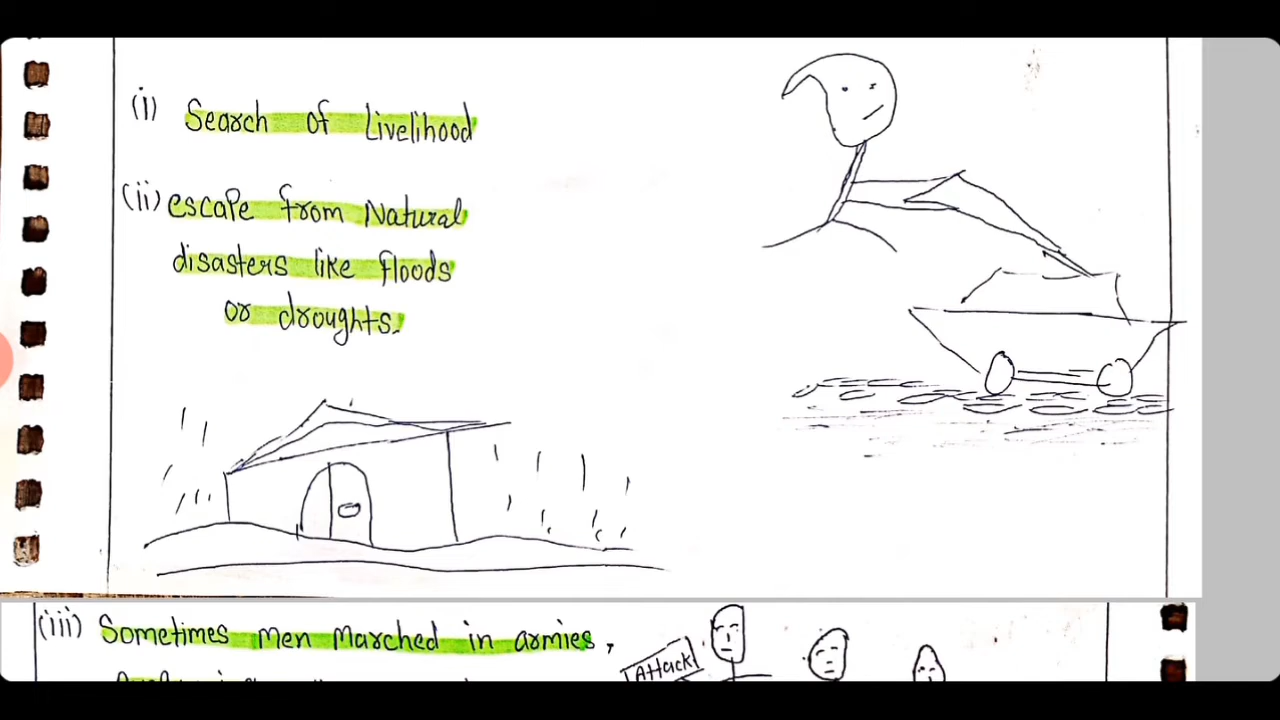 (i) Search of Livelihood
(ii) escape from Natural
disasters like floods
or droughts.
(iii) Sometimes men marched in armies,
Attack!